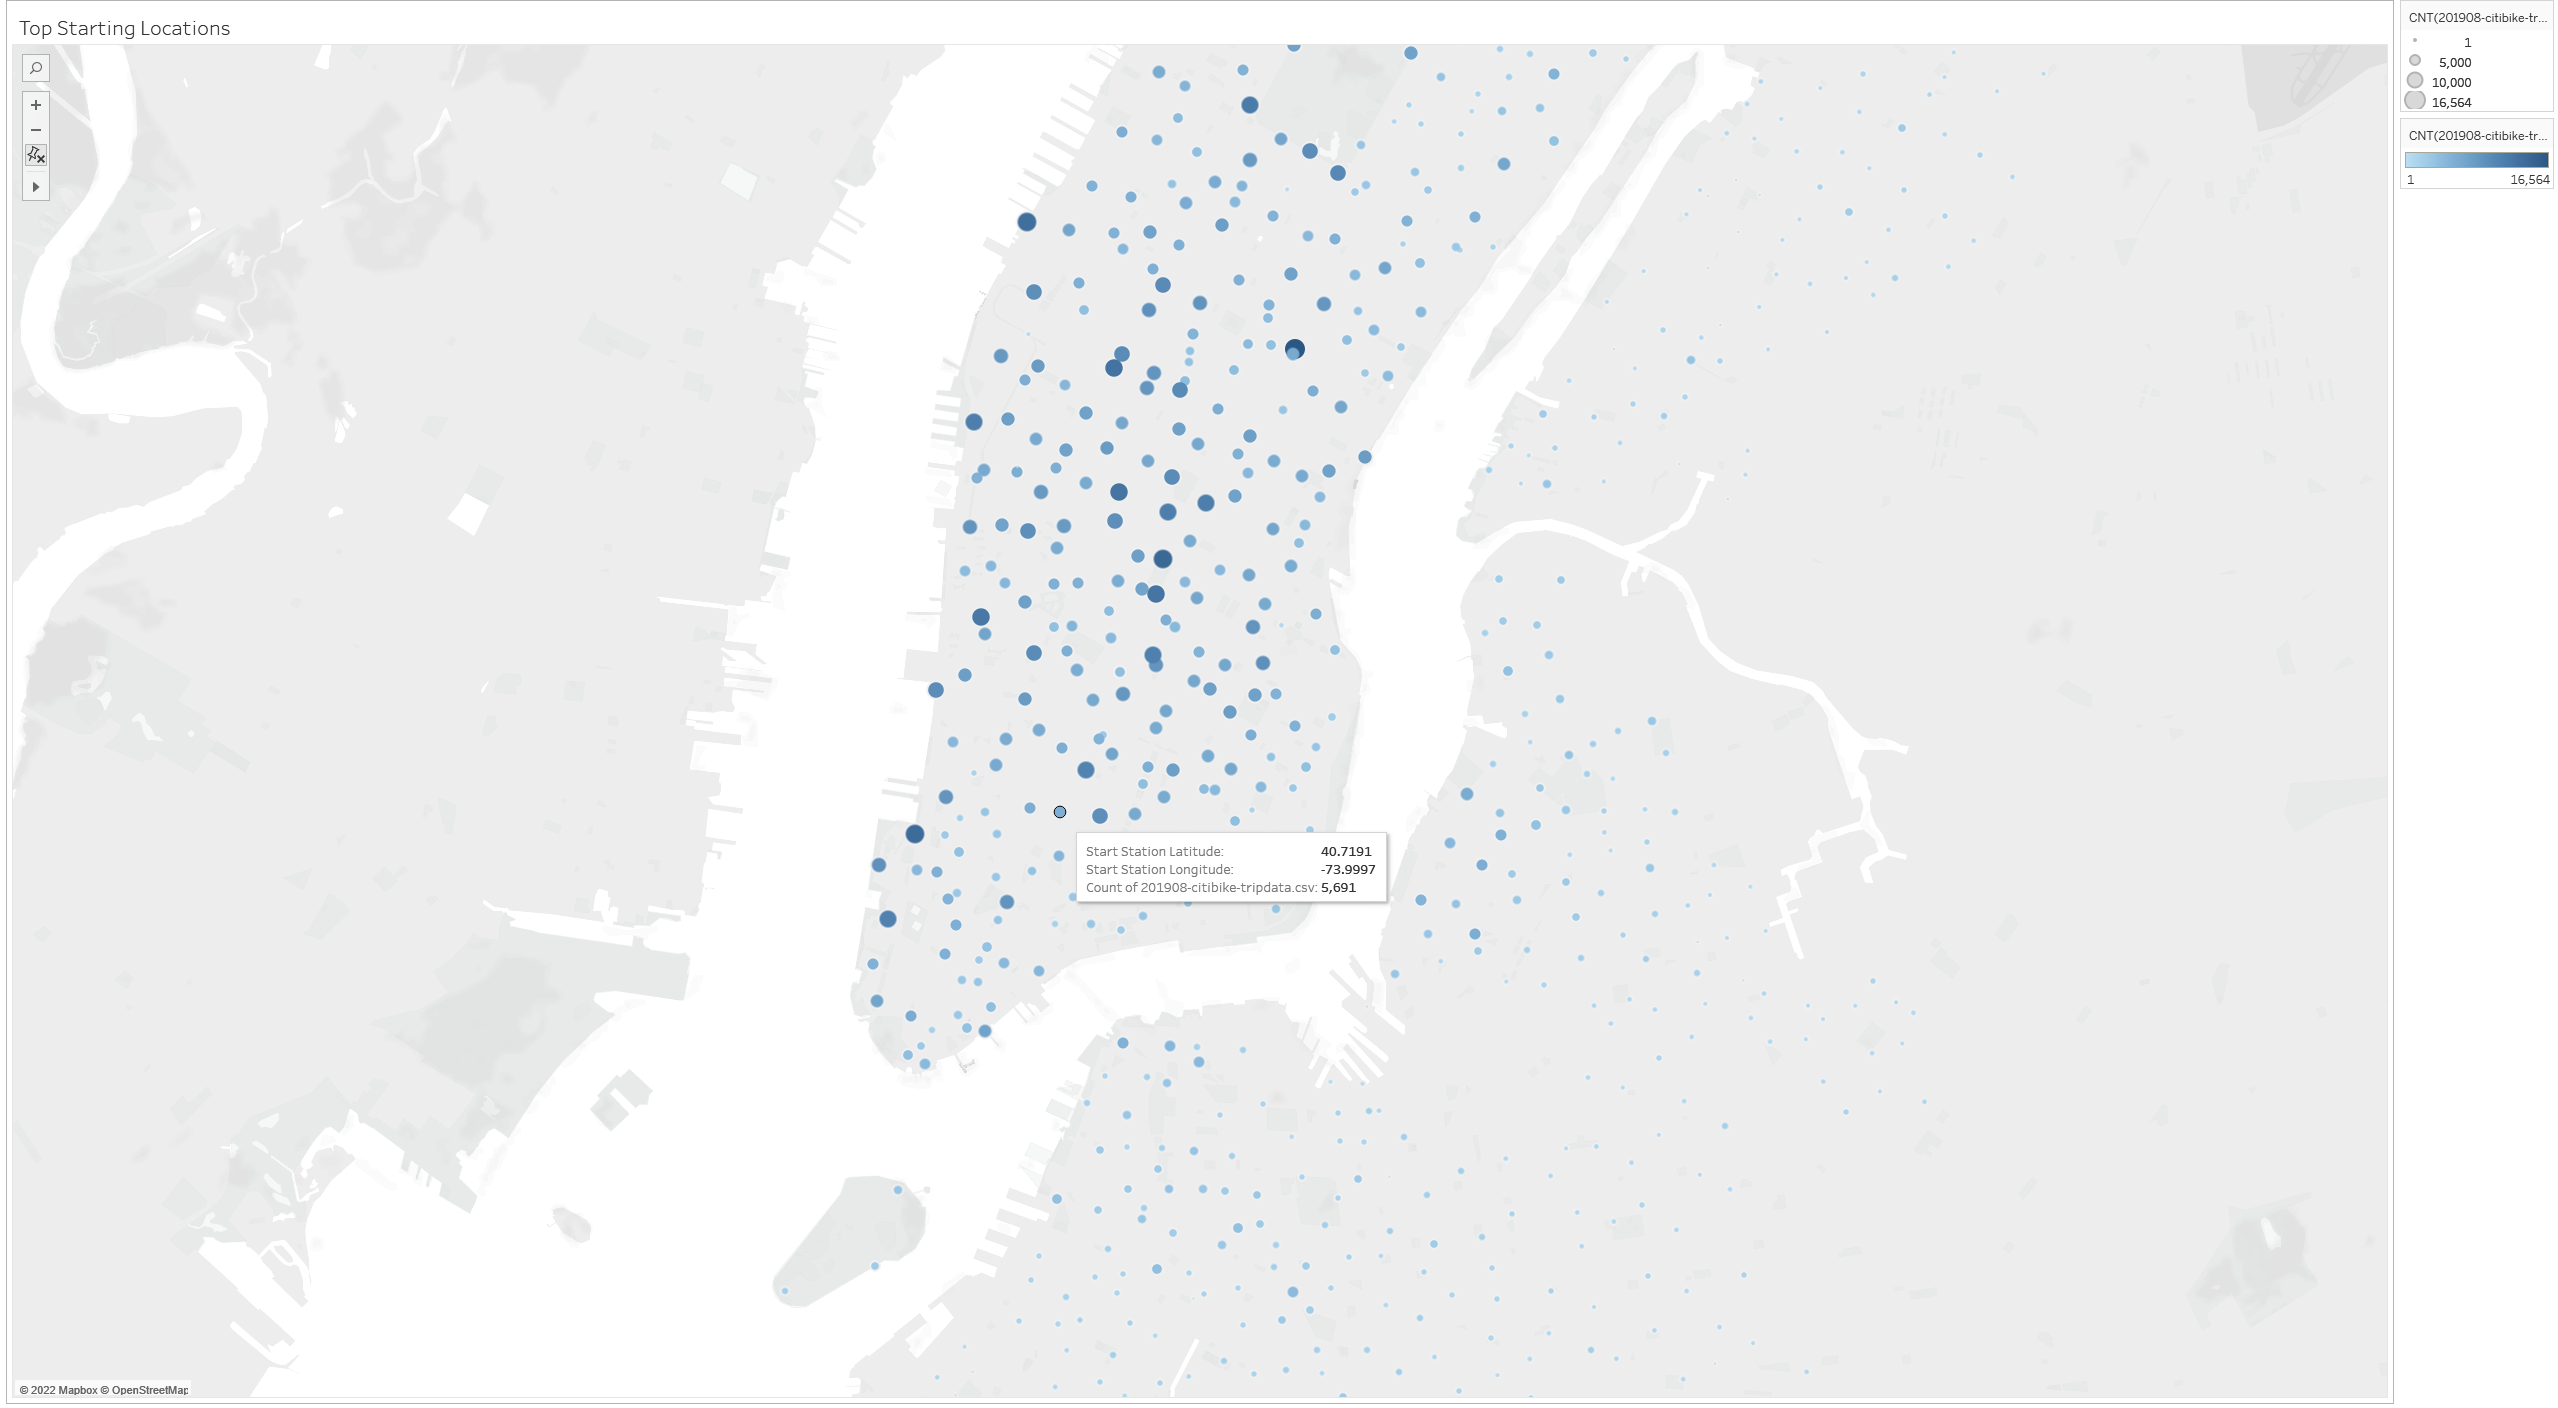 Top Starting Locations
CNT(201908-citibike-tr...
1
5,000
10,000
16,564
CNT(201908-citibike-tr...
1 16,564
Start Station Latitude: 40.7191
Start Station Longitude: -73.9997
Count of 201908-citibike-tripdata.csv: 5,691
© 2022 Mapbox © OpenStreetMap